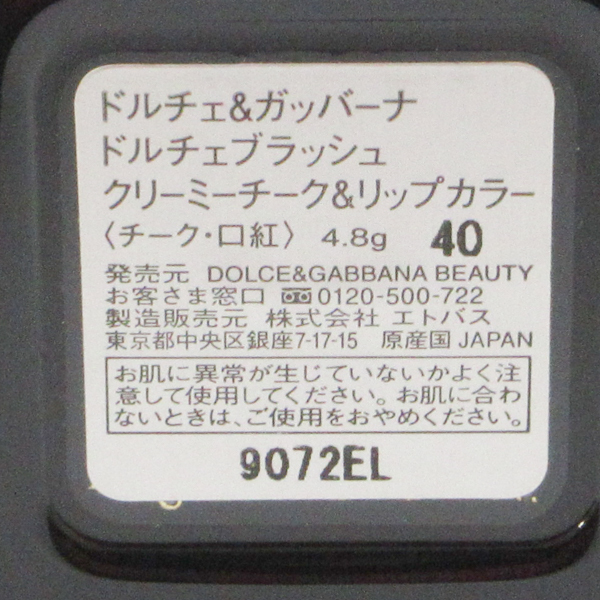 ドルチェ&ガッバーナ
ドルチェブラッシュ
クリーミーチーク&リップカラー
〈チーク・口紅〉 4.8g 40
発売元 DOLCE&GABBANA BEAUTY
お客さま窓口 0120-500-722
製造販売元 株式会社 エトバス
東京都中央区銀座7-17-15 原産国 JAPAN
お肌に異常が生じていないかよく注
意して使用してください。お肌に合わ
ないときは、ご使用をおやめください。
9072EL